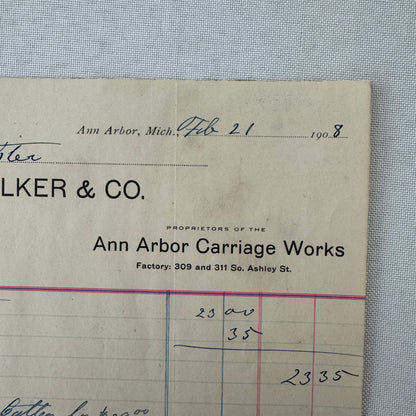 Ann Arbor, Mich., Feb 21 1908
LKER & CO.
PROPRIETORS OF THE
Ann Arbor Carriage Works
Factory: 309 and 311 So. Ashley St.
23 00
35
23 35